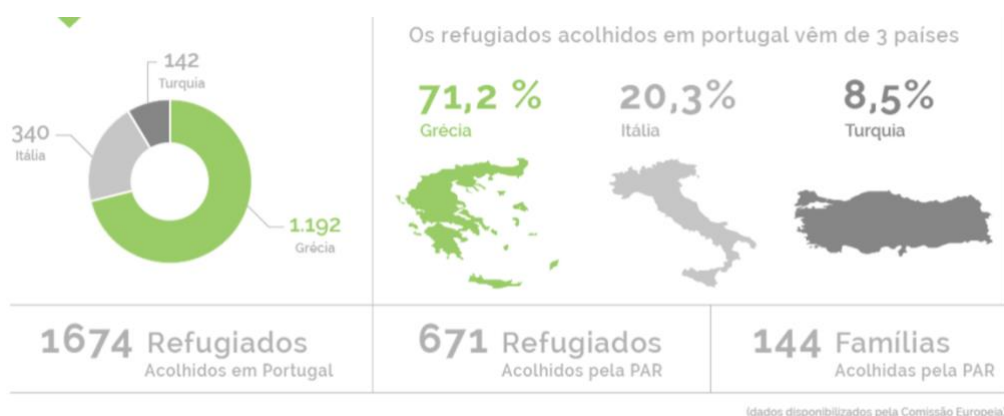 142
Turquia
340
Itália
1.192
Grécia
Os refugiados acolhidos em portugal vêm de 3 países
71,2 %
Grécia
20,3%
Itália
8,5%
Turquia
1674 Refugiados
Acolhidos em Portugal
671 Refugiados
Acolhidos pela PAR
144 Famílias
Acolhidas pela PAR
(dados disponibilizados pela Comissão Europeia)